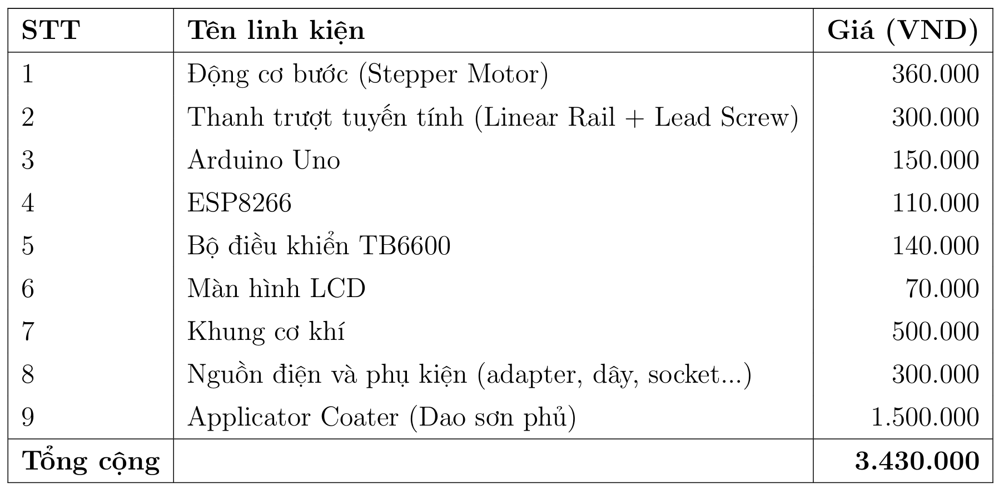 STT Tên linh kiện Giá (VND)
1 Động cơ bước (Stepper Motor) 360.000
2 Thanh trượt tuyến tính (Linear Rail + Lead Screw) 300.000
3 Arduino Uno 150.000
4 ESP8266 110.000
5 Bộ điều khiển TB6600 140.000
6 Màn hình LCD 70.000
7 Khung cơ khí 500.000
8 Nguồn điện và phụ kiện (adapter, dây, socket...) 300.000
9 Applicator Coater (Dao sơn phủ) 1.500.000
Tổng cộng 3.430.000